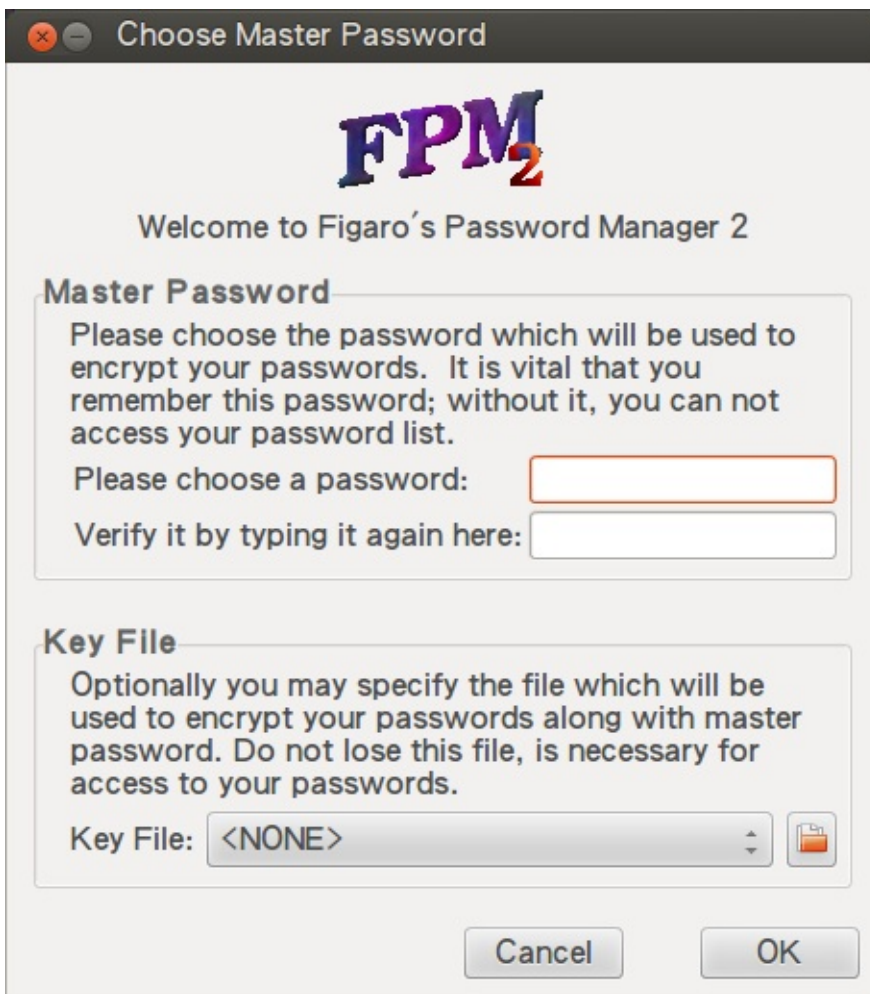 Choose Master Password
FPM2
Welcome to Figaro´s Password Manager 2
Master Password
Please choose the password which will be used to
encrypt your passwords.  It is vital that you
remember this password; without it, you can not
access your password list.
Please choose a password:
Verify it by typing it again here:
Key File
Optionally you may specify the file which will be
used to encrypt your passwords along with master
password. Do not lose this file, is necessary for
access to your passwords.
Key File: <NONE>
Cancel OK